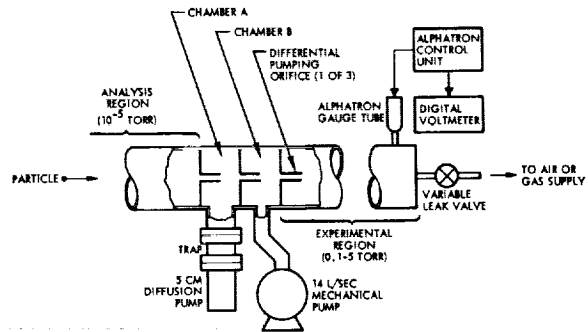 CHAMBER A
CHAMBER B
DIFFERENTIAL
PUMPING
ORIFICE (1 OF 3)
ALPHATRON
CONTROL
UNIT
ANALYSIS
REGION
(10⁻⁵ TORR)
ALPHATRON
GAUGE TUBE
DIGITAL
VOLTMETER
PARTICLE
TO AIR OR
GAS SUPPLY
VARIABLE
LEAK VALVE
EXPERIMENTAL
REGION
(0, 1-5 TORR)
TRAP
5 CM
DIFFUSION
PUMP
14 L/SEC
MECHANICAL
PUMP